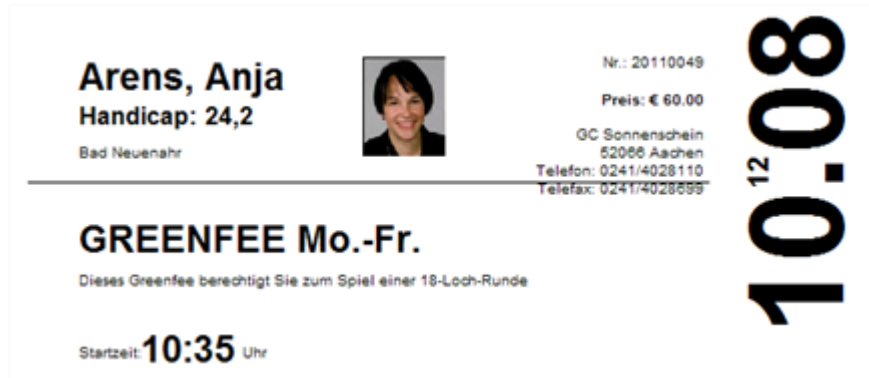 Arens, Anja
Handicap: 24,2
Bad Neuenahr
Nr.: 20110049
Preis: € 60.00
GC Sonnenschein
52066 Aachen
Telefon: 0241/4028110
Telefax: 0241/4028699
GREENFEE Mo.-Fr.
Dieses Greenfee berechtigt Sie zum Spiel einer 18-Loch-Runde
Startzeit: 10:35 Uhr
10.08
12